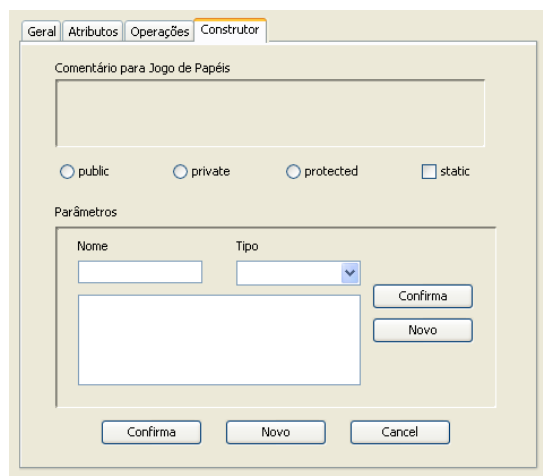 Geral Atributos Operações Construtor
Comentário para Jogo de Papéis
public private protected static
Parâmetros
Nome Tipo
Confirma
Novo
Confirma Novo Cancel